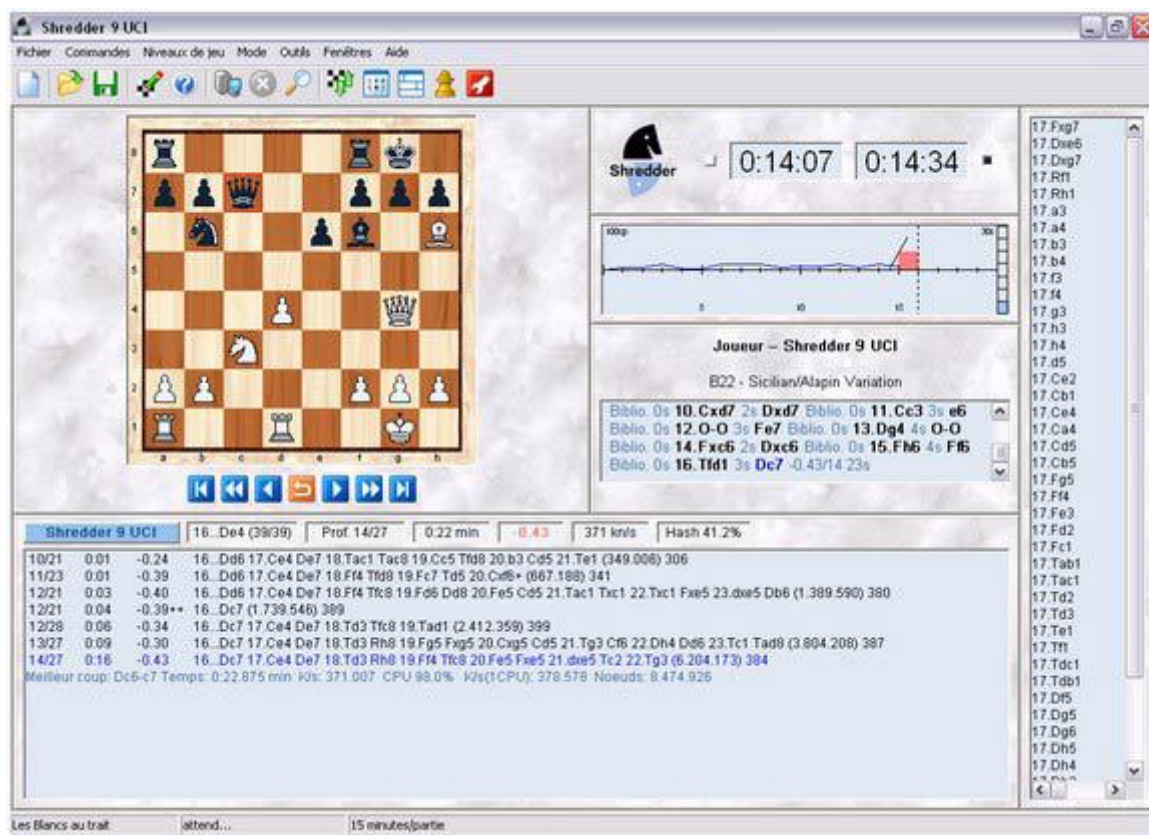 Shredder 9 UCI
Fichier Commandes Niveaux de jeu Mode Outils Fenêtres Aide
8
7
6
5
4
3
2
1
a b c d e f g h
Shredder
0:14:07 0:14:34
100cp
5 10 15
Joueur – Shredder 9 UCI
B22 - Sicilian/Alapin Variation
Biblio. 0s 10.Cxd7 2s Dxd7 Biblio. 0s 11.Cc3 3s e6
Biblio. 0s 12.O-O 3s Fe7 Biblio. 0s 13.Dg4 4s O-O
Biblio. 0s 14.Fxc6 2s Dxc6 Biblio. 0s 15.Fh6 4s Ff6
Biblio. 0s 16.Tfd1 3s Dc7 -0.43/14 23s
17.Fxg7
17.Dxe6
17.Dxg7
17.Rf1
17.Rh1
17.a3
17.a4
17.b3
17.b4
17.f3
17.f4
17.g3
17.h3
17.h4
17.d5
17.Ce2
17.Cb1
17.Ce4
17.Ca4
17.Cd5
17.Cb5
17.Fg5
17.Ff4
17.Fe3
17.Fd2
17.Fc1
17.Tab1
17.Tac1
17.Td2
17.Td3
17.Te1
17.Tf1
17.Tdc1
17.Tdb1
17.Df5
17.Dg5
17.Dg6
17.Dh5
17.Dh4
Shredder 9 UCI 16...De4 (39/39) Prof. 14/27 0:22 min -0.43 371 kn/s Hash 41.2%
10/21 0:01 -0.24 16...Dd6 17.Ce4 De7 18.Tac1 Tac8 19.Cc5 Tfd8 20.b3 Cd5 21.Te1 (349.006) 306
11/23 0:01 -0.39 16...Dd6 17.Ce4 De7 18.Ff4 Tfd8 19.Fc7 Td5 20.Cxf6+ (667.188) 341
12/21 0:03 -0.40 16...Dd6 17.Ce4 De7 18.Ff4 Tfc8 19.Fd6 Dd8 20.Fe5 Cd5 21.Tac1 Txc1 22.Txc1 Fxe5 23.dxe5 Db6 (1.389.590) 380
12/21 0:04 -0.39++ 16...Dc7 (1.739.546) 389
12/28 0:06 -0.34 16...Dc7 17.Ce4 De7 18.Td3 Tfc8 19.Tad1 (2.412.359) 399
13/27 0:09 -0.30 16...Dc7 17.Ce4 De7 18.Td3 Rh8 19.Fg5 Fxg5 20.Cxg5 Cd5 21.Tg3 Cf6 22.Dh4 Dd6 23.Tc1 Tad8 (3.804.208) 387
14/27 0:16 -0.43 16...Dc7 17.Ce4 De7 18.Td3 Rh8 19.Ff4 Tfc8 20.Fe5 Fxe5 21.dxe5 Tc2 22.Tg3 (6.204.173) 384
Meilleur coup: Dc6-c7 Temps: 0:22.875 min K/s: 371.007 CPU 98.0% K/s(1CPU): 378.578 Noeuds: 8.474.926
Les Blancs au trait attend... 15 minutes/partie